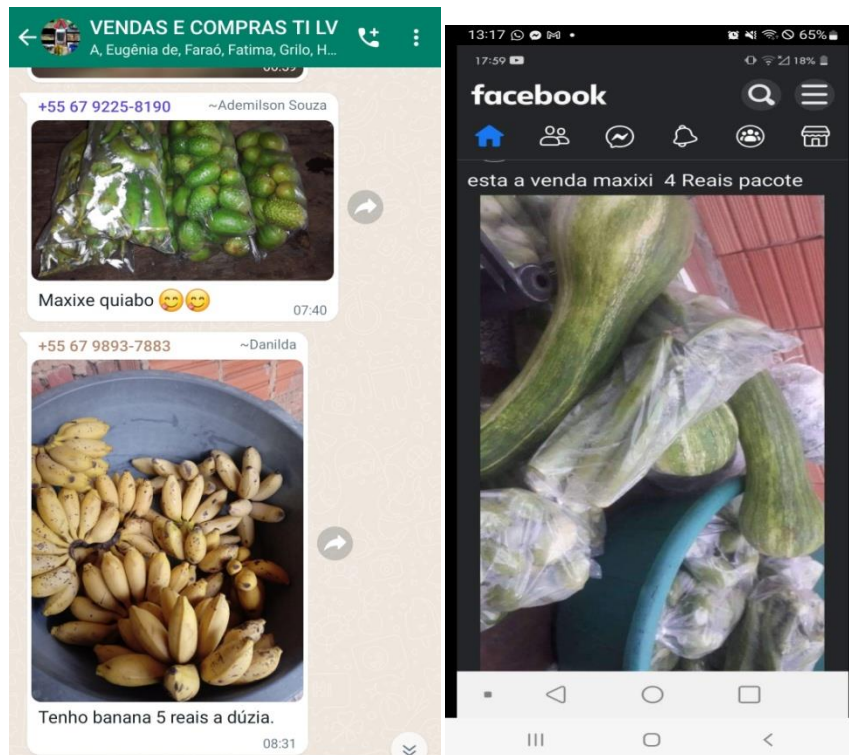 VENDAS E COMPRAS TI LV
A, Eugênia de, Faraó, Fatima, Grilo, H...
00:39
+55 67 9225-8190 ~Ademilson Souza
Maxixe quiabo 😋😋
07:40
+55 67 9893-7883 ~Danilda
Tenho banana 5 reais a dúzia.
08:31
13:17 65%
17:59 18%
facebook
esta a venda maxixi 4 Reais pacote